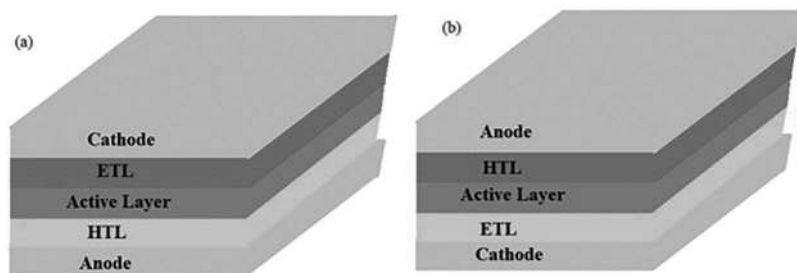 (a)
Cathode
ETL
Active Layer
HTL
Anode
(b)
Anode
HTL
Active Layer
ETL
Cathode